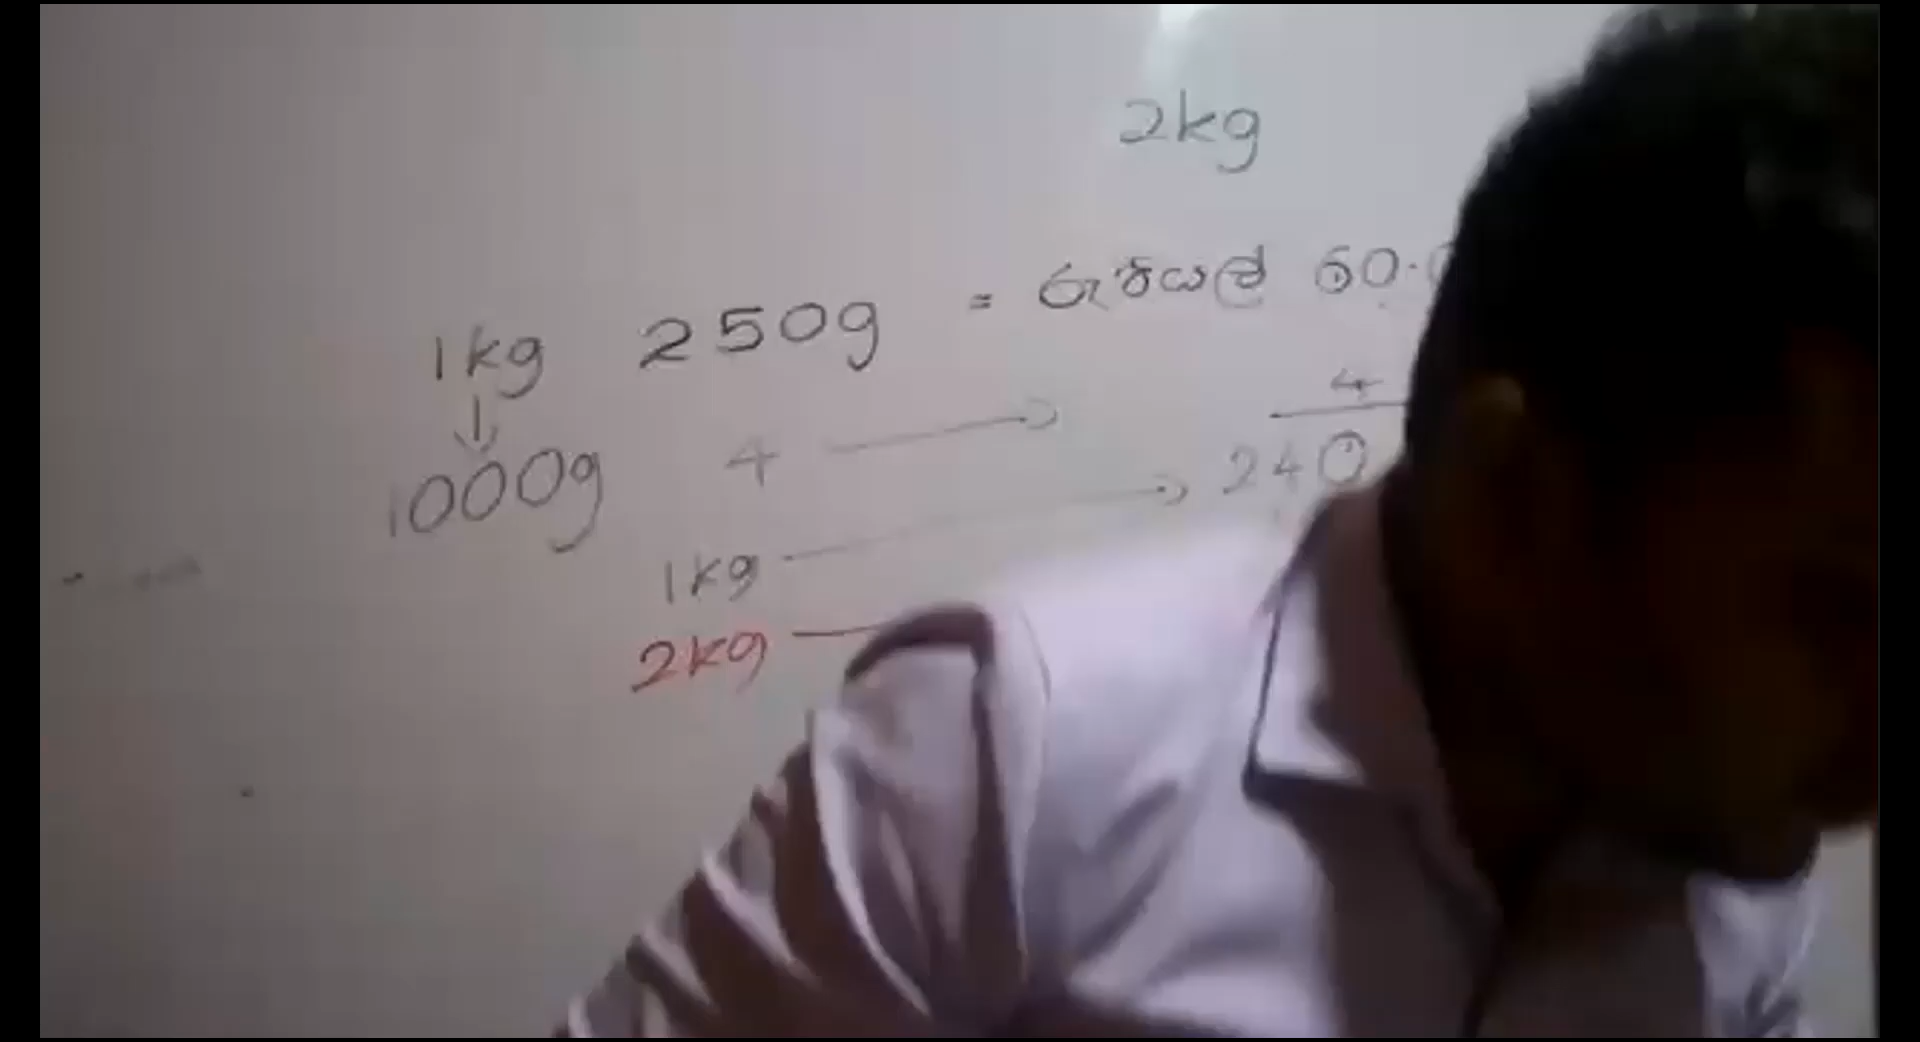 2kg
1kg 250g = රුපියල් 60.
4
1000g 4 → 240
1kg → 
2kg —